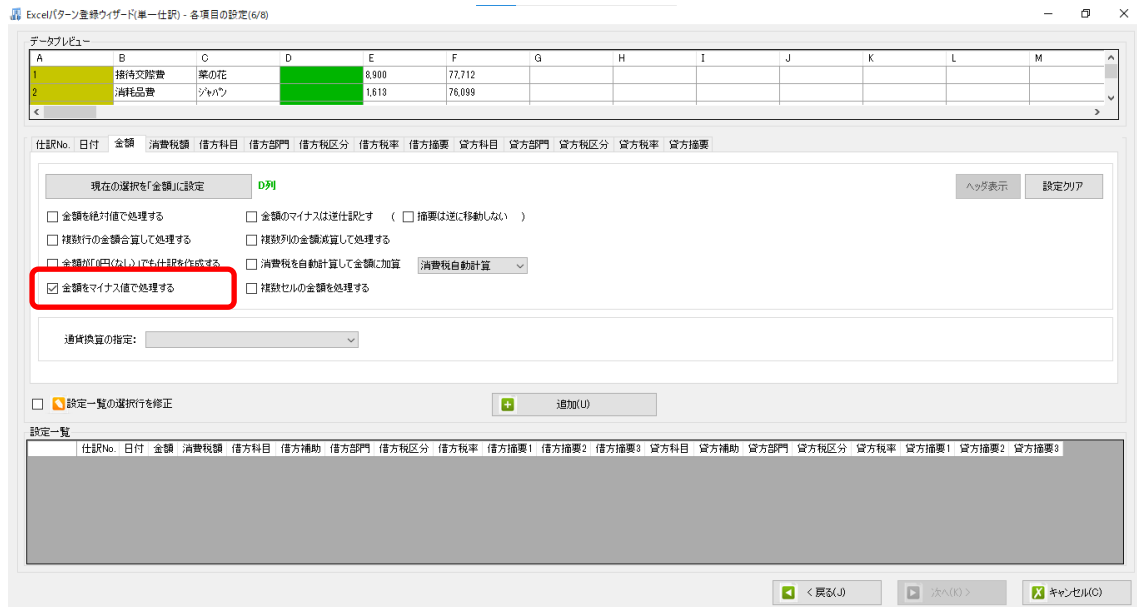 Excelパターン登録ウィザード(単一仕訳) - 各項目の設定(6/8)
データプレビュー
A B C D E F G H I J K L M
1 接待交際費 菜の花 8,900 77,712
2 消耗品費 ジャパン 1,613 76,099
仕訳No. 日付 金額 消費税額 借方科目 借方部門 借方税区分 借方税率 借方摘要 貸方科目 貸方部門 貸方税区分 貸方税率 貸方摘要
現在の選択を「金額」に設定 D列 ヘッダ表示 設定クリア
金額を絶対値で処理する 金額のマイナスは逆仕訳とす ( 摘要は逆に移動しない )
複数行の金額合算して処理する 複数列の金額減算して処理する
金額が「0円(なし)」でも仕訳を作成する 消費税を自動計算して金額に加算 消費税自動計算
金額をマイナス値で処理する 複数セルの金額を処理する
通貨換算の指定:
設定一覧の選択行を修正 追加(U)
設定一覧
仕訳No. 日付 金額 消費税額 借方科目 借方補助 借方部門 借方税区分 借方税率 借方摘要1 借方摘要2 借方摘要3 貸方科目 貸方補助 貸方部門 貸方税区分 貸方税率 貸方摘要1 貸方摘要2 貸方摘要3
< 戻る(J) 次へ(K) > キャンセル(C)